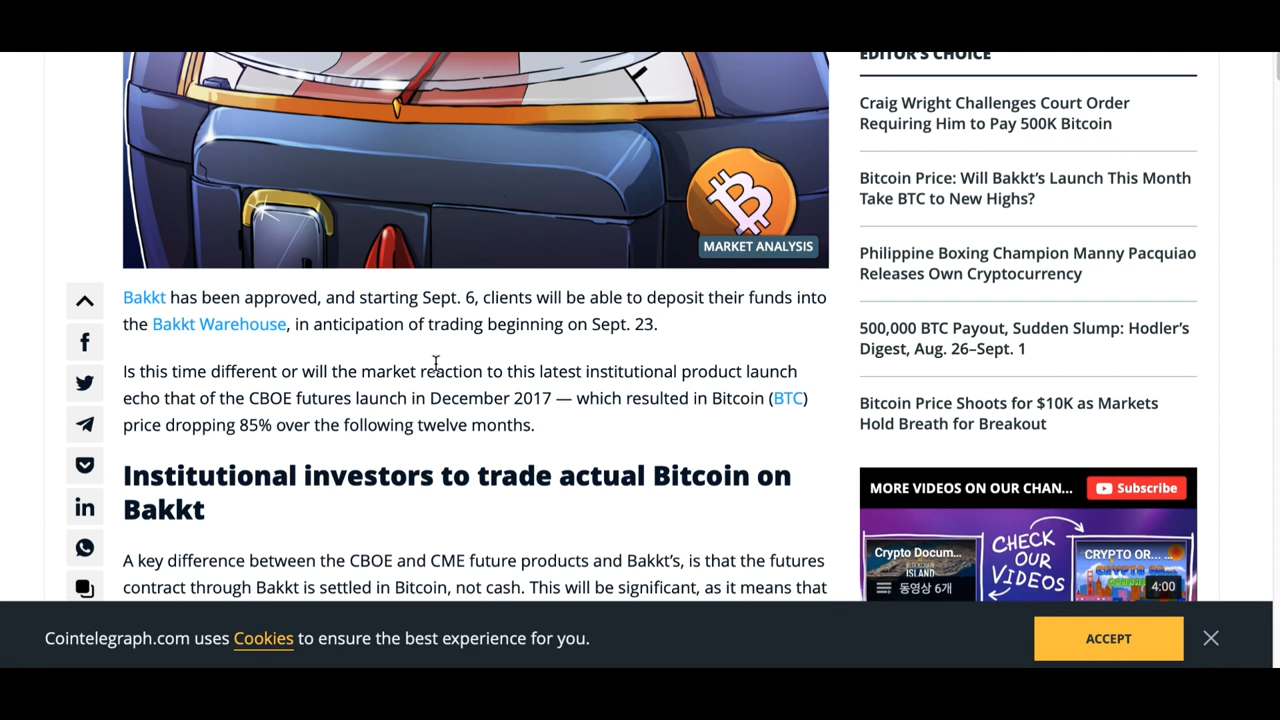 MARKET ANALYSIS
Bakkt has been approved, and starting Sept. 6, clients will be able to deposit their funds into
the Bakkt Warehouse, in anticipation of trading beginning on Sept. 23.
Is this time different or will the market reaction to this latest institutional product launch
echo that of the CBOE futures launch in December 2017 — which resulted in Bitcoin (BTC)
price dropping 85% over the following twelve months.
Institutional investors to trade actual Bitcoin on
Bakkt
A key difference between the CBOE and CME future products and Bakkt's, is that the futures
contract through Bakkt is settled in Bitcoin, not cash. This will be significant, as it means that
EDITOR'S CHOICE
Craig Wright Challenges Court Order
Requiring Him to Pay 500K Bitcoin
Bitcoin Price: Will Bakkt's Launch This Month
Take BTC to New Highs?
Philippine Boxing Champion Manny Pacquiao
Releases Own Cryptocurrency
500,000 BTC Payout, Sudden Slump: Hodler's
Digest, Aug. 26–Sept. 1
Bitcoin Price Shoots for $10K as Markets
Hold Breath for Breakout
MORE VIDEOS ON OUR CHAN...
Subscribe
Crypto Docum...
BLOCKCHAIN
ISLAND
동영상 6개
CHECK
OUR
VIDEOS
CRYPTO OR... ...
4:00
Cointelegraph.com uses Cookies to ensure the best experience for you.
ACCEPT